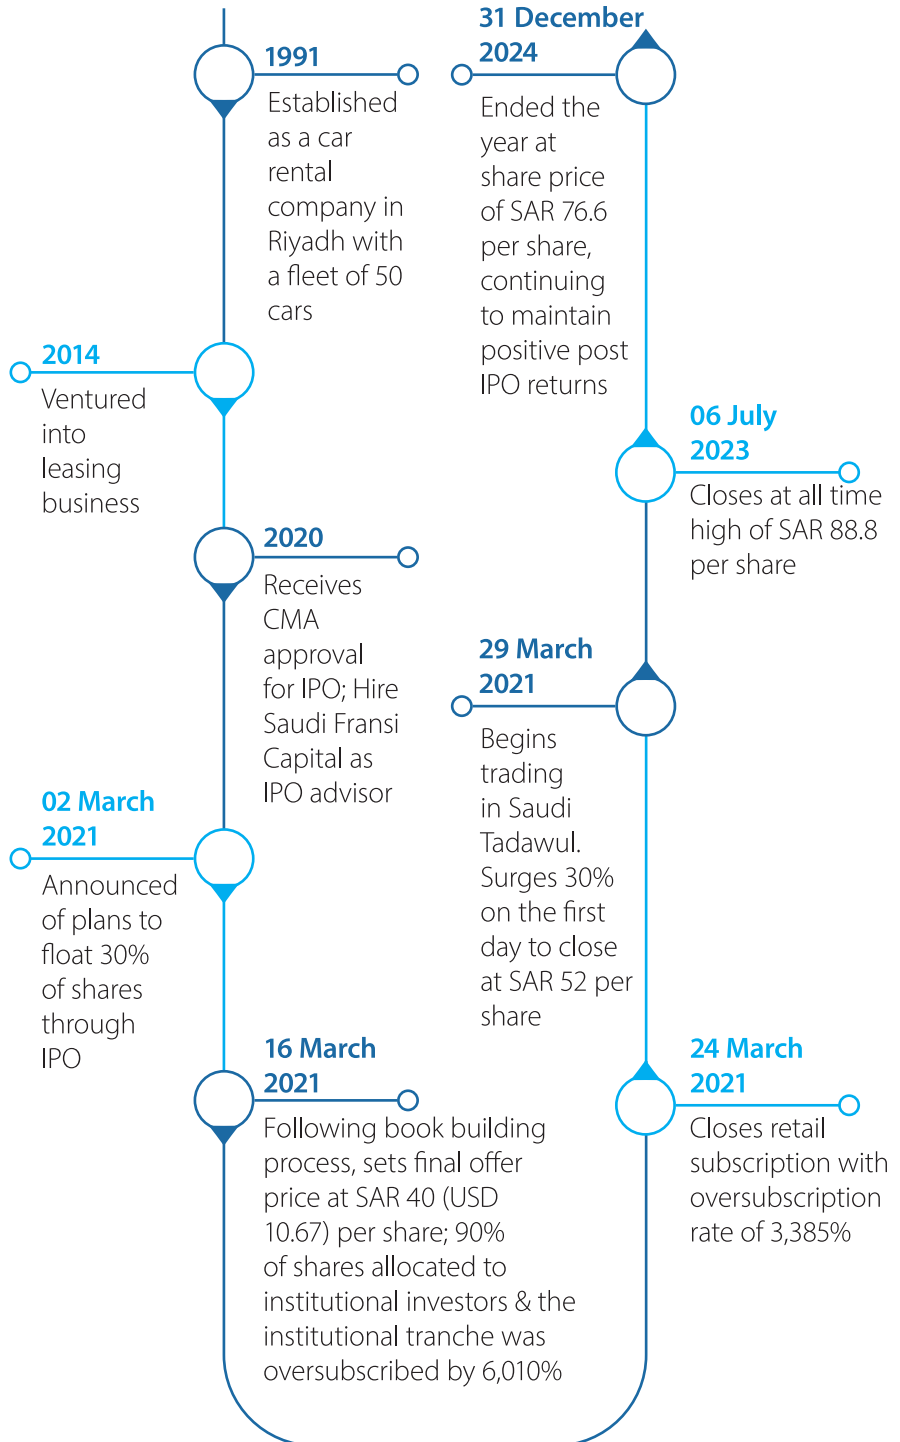 1991
Established
as a car
rental
company in
Riyadh with
a fleet of 50
cars
2014
Ventured
into
leasing
business
2020
Receives
CMA
approval
for IPO; Hire
Saudi Fransi
Capital as
IPO advisor
02 March
2021
Announced
of plans to
float 30%
of shares
through
IPO
16 March
2021
Following book building
process, sets final offer
price at SAR 40 (USD
10.67) per share; 90%
of shares allocated to
institutional investors & the
institutional tranche was
oversubscribed by 6,010%
24 March
2021
Closes retail
subscription with
oversubscription
rate of 3,385%
29 March
2021
Begins
trading
in Saudi
Tadawul.
Surges 30%
on the first
day to close
at SAR 52 per
share
06 July
2023
Closes at all time
high of SAR 88.8
per share
31 December
2024
Ended the
year at
share price
of SAR 76.6
per share,
continuing
to maintain
positive post
IPO returns